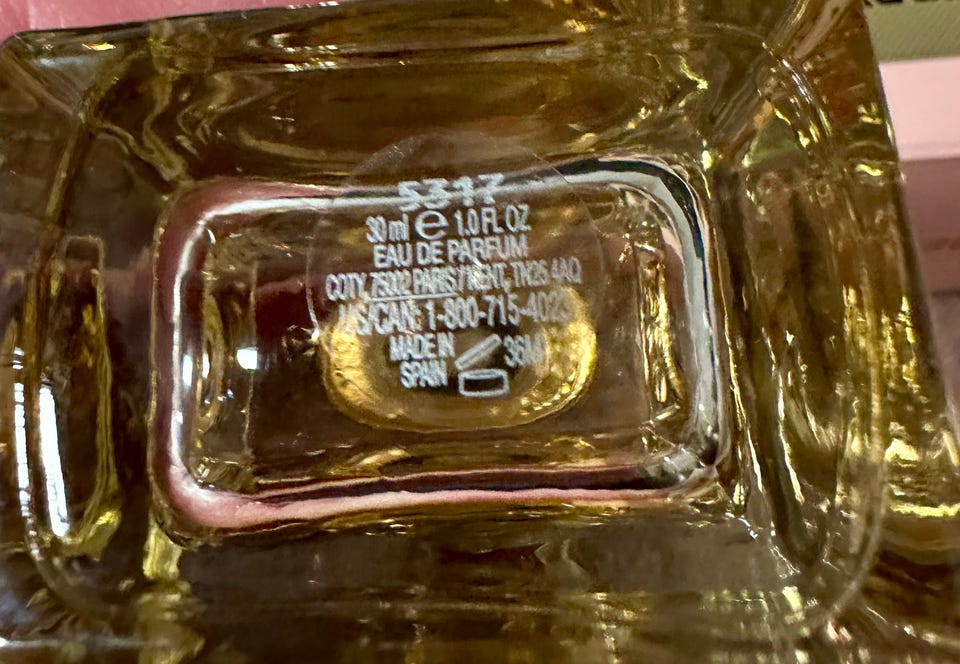 5317
30 ml e 1.0 FL OZ
EAU DE PARFUM
COTY, 75002 PARIS / KENT, TN25 4AQ
US/CAN: 1-800-715-4023
MADE IN 36M
SPAIN